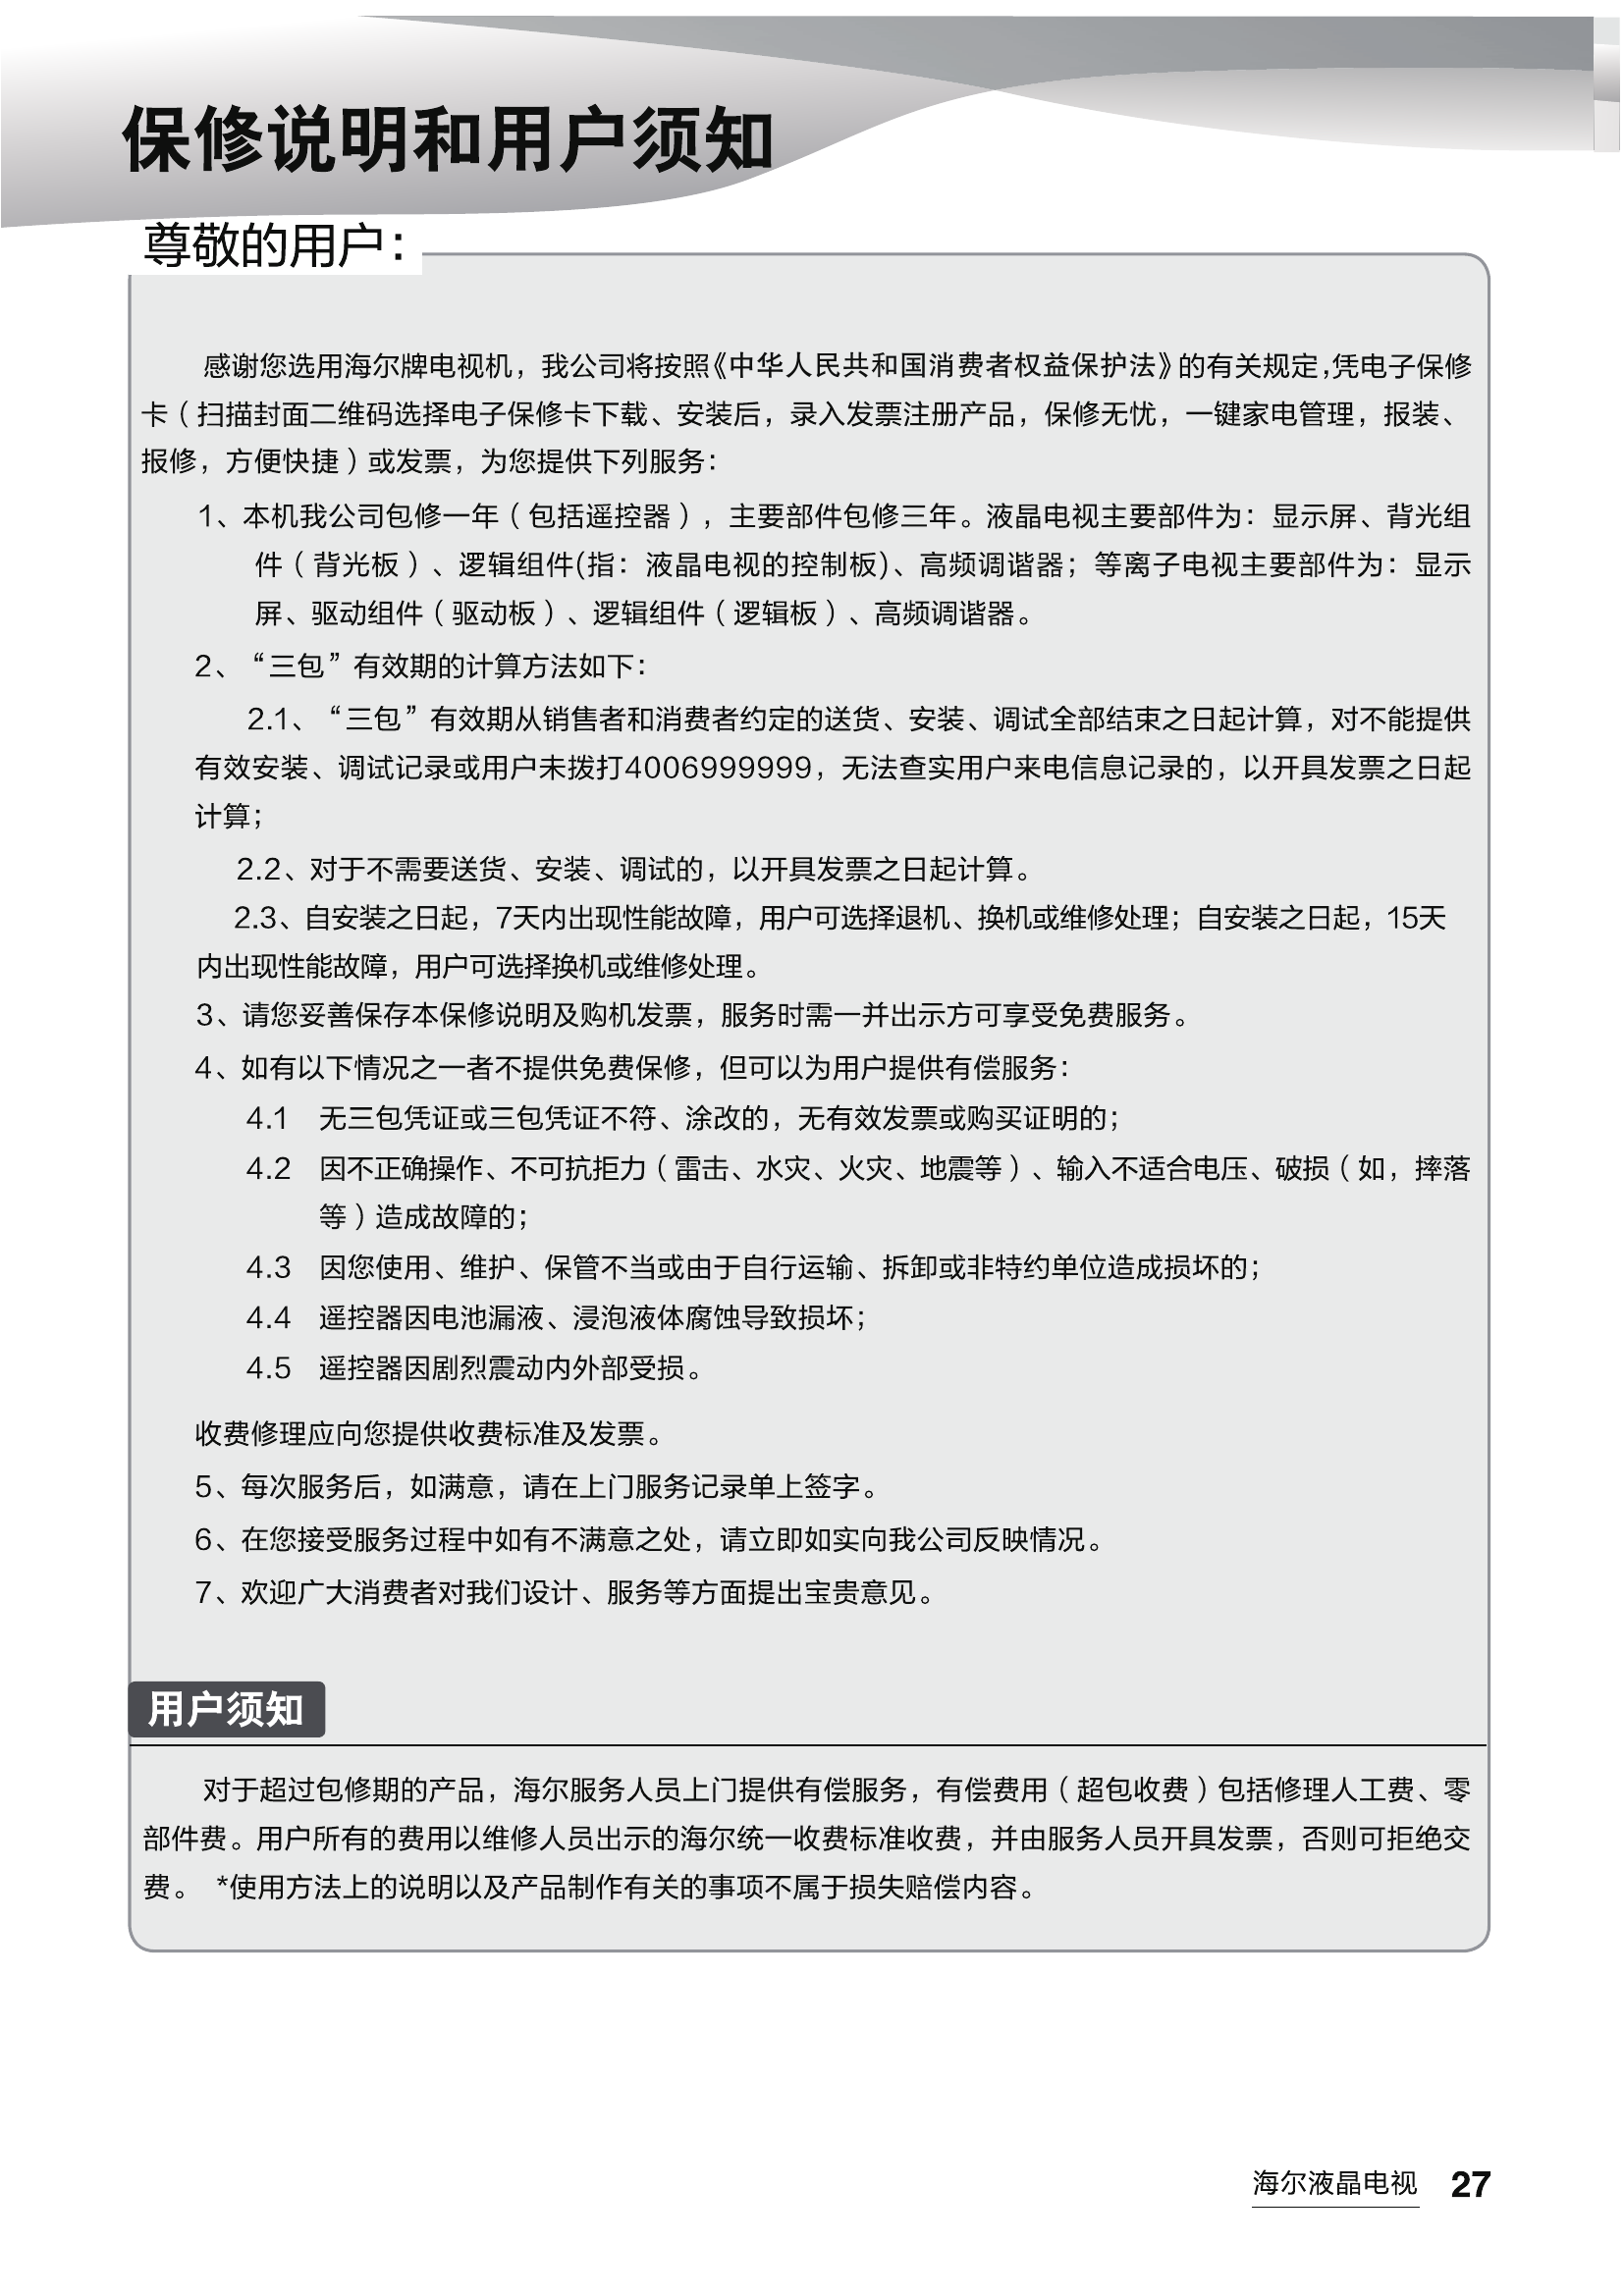 保修说明和用户须知
尊敬的用户：
感谢您选用海尔牌电视机，我公司将按照《中华人民共和国消费者权益保护法》的有关规定,凭电子保修
卡（扫描封面二维码选择电子保修卡下载、安装后，录入发票注册产品，保修无忧，一键家电管理，报装、
报修，方便快捷）或发票，为您提供下列服务：
1、本机我公司包修一年（包括遥控器），主要部件包修三年。液晶电视主要部件为：显示屏、背光组
件（背光板）、逻辑组件(指：液晶电视的控制板)、高频调谐器；等离子电视主要部件为：显示
屏、驱动组件（驱动板）、逻辑组件（逻辑板）、高频调谐器。
2、“三包”有效期的计算方法如下：
2.1、“三包”有效期从销售者和消费者约定的送货、安装、调试全部结束之日起计算，对不能提供
有效安装、调试记录或用户未拨打4006999999，无法查实用户来电信息记录的，以开具发票之日起
计算；
2.2、对于不需要送货、安装、调试的，以开具发票之日起计算。
2.3、自安装之日起，7天内出现性能故障，用户可选择退机、换机或维修处理；自安装之日起，15天
内出现性能故障，用户可选择换机或维修处理。
3、请您妥善保存本保修说明及购机发票，服务时需一并出示方可享受免费服务。
4、如有以下情况之一者不提供免费保修，但可以为用户提供有偿服务：
4.1 无三包凭证或三包凭证不符、涂改的，无有效发票或购买证明的；
4.2 因不正确操作、不可抗拒力（雷击、水灾、火灾、地震等）、输入不适合电压、破损（如，摔落
等）造成故障的；
4.3 因您使用、维护、保管不当或由于自行运输、拆卸或非特约单位造成损坏的；
4.4 遥控器因电池漏液、浸泡液体腐蚀导致损坏；
4.5 遥控器因剧烈震动内外部受损。
收费修理应向您提供收费标准及发票。
5、每次服务后，如满意，请在上门服务记录单上签字。
6、在您接受服务过程中如有不满意之处，请立即如实向我公司反映情况。
7、欢迎广大消费者对我们设计、服务等方面提出宝贵意见。
用户须知
对于超过包修期的产品，海尔服务人员上门提供有偿服务，有偿费用（超包收费）包括修理人工费、零
部件费。用户所有的费用以维修人员出示的海尔统一收费标准收费，并由服务人员开具发票，否则可拒绝交
费。 *使用方法上的说明以及产品制作有关的事项不属于损失赔偿内容。
海尔液晶电视 27